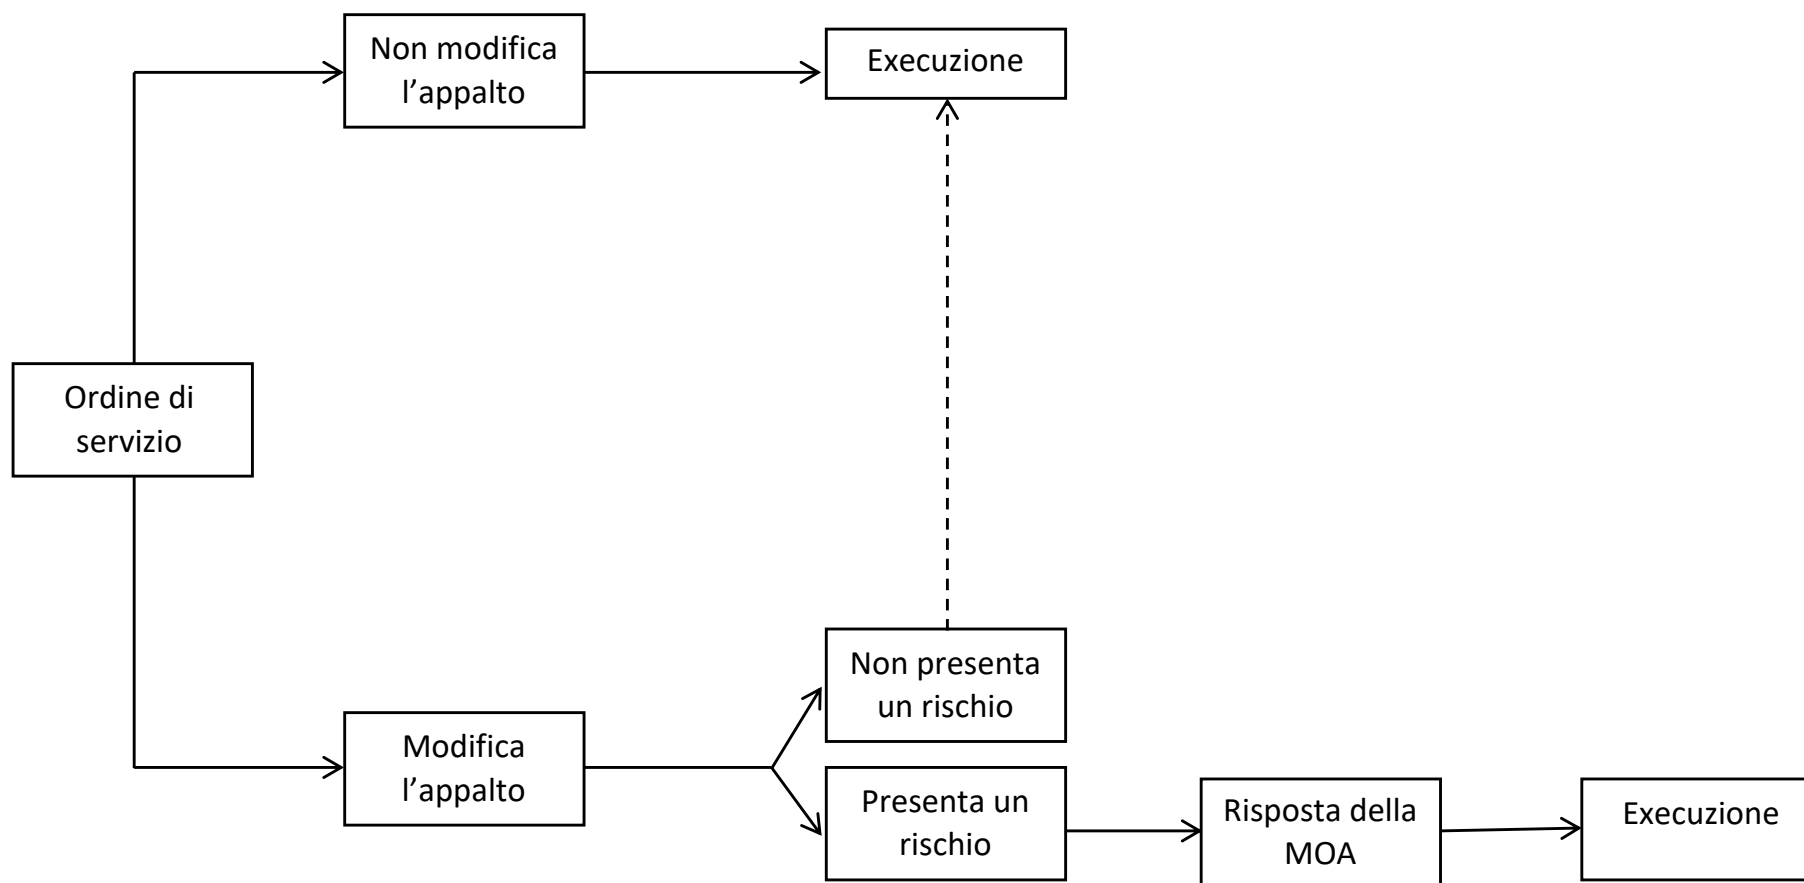 Non modifica
l’appalto
Execuzione
Ordine di
servizio
Non presenta
un rischio
Modifica
l’appalto
Presenta un
rischio
Risposta della
MOA
Execuzione